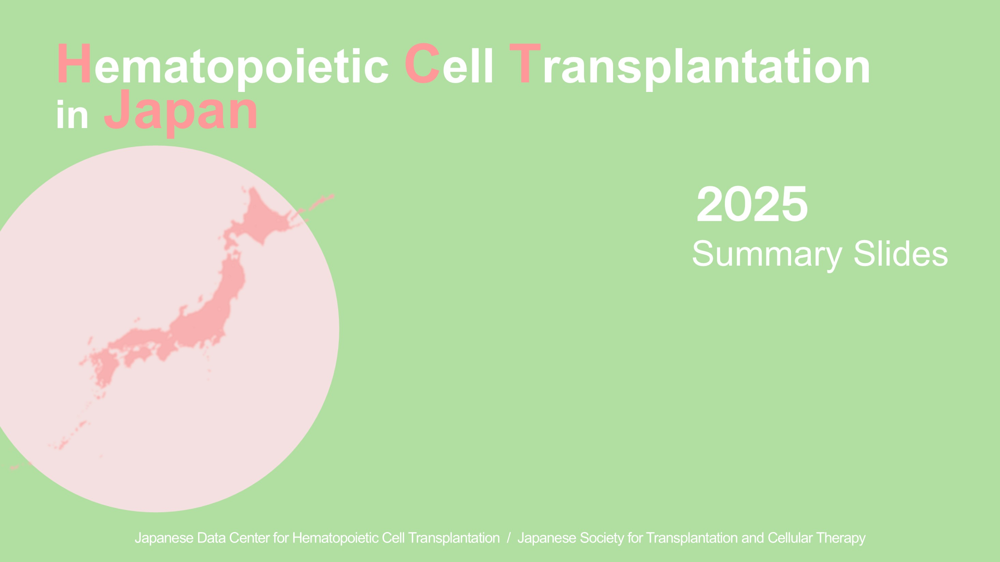 Hematopoietic Cell Transplantation
in Japan
2025
Summary Slides
Japanese Data Center for Hematopoietic Cell Transplantation / Japanese Society for Transplantation and Cellular Therapy